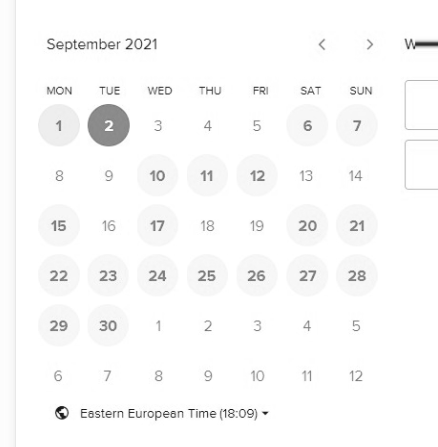 September 2021
MON TUE WED THU FRI SAT SUN
1 2 3 4 5 6 7
8 9 10 11 12 13 14
15 16 17 18 19 20 21
22 23 24 25 26 27 28
29 30 1 2 3 4 5
6 7 8 9 10 11 12
Eastern European Time (18:09)